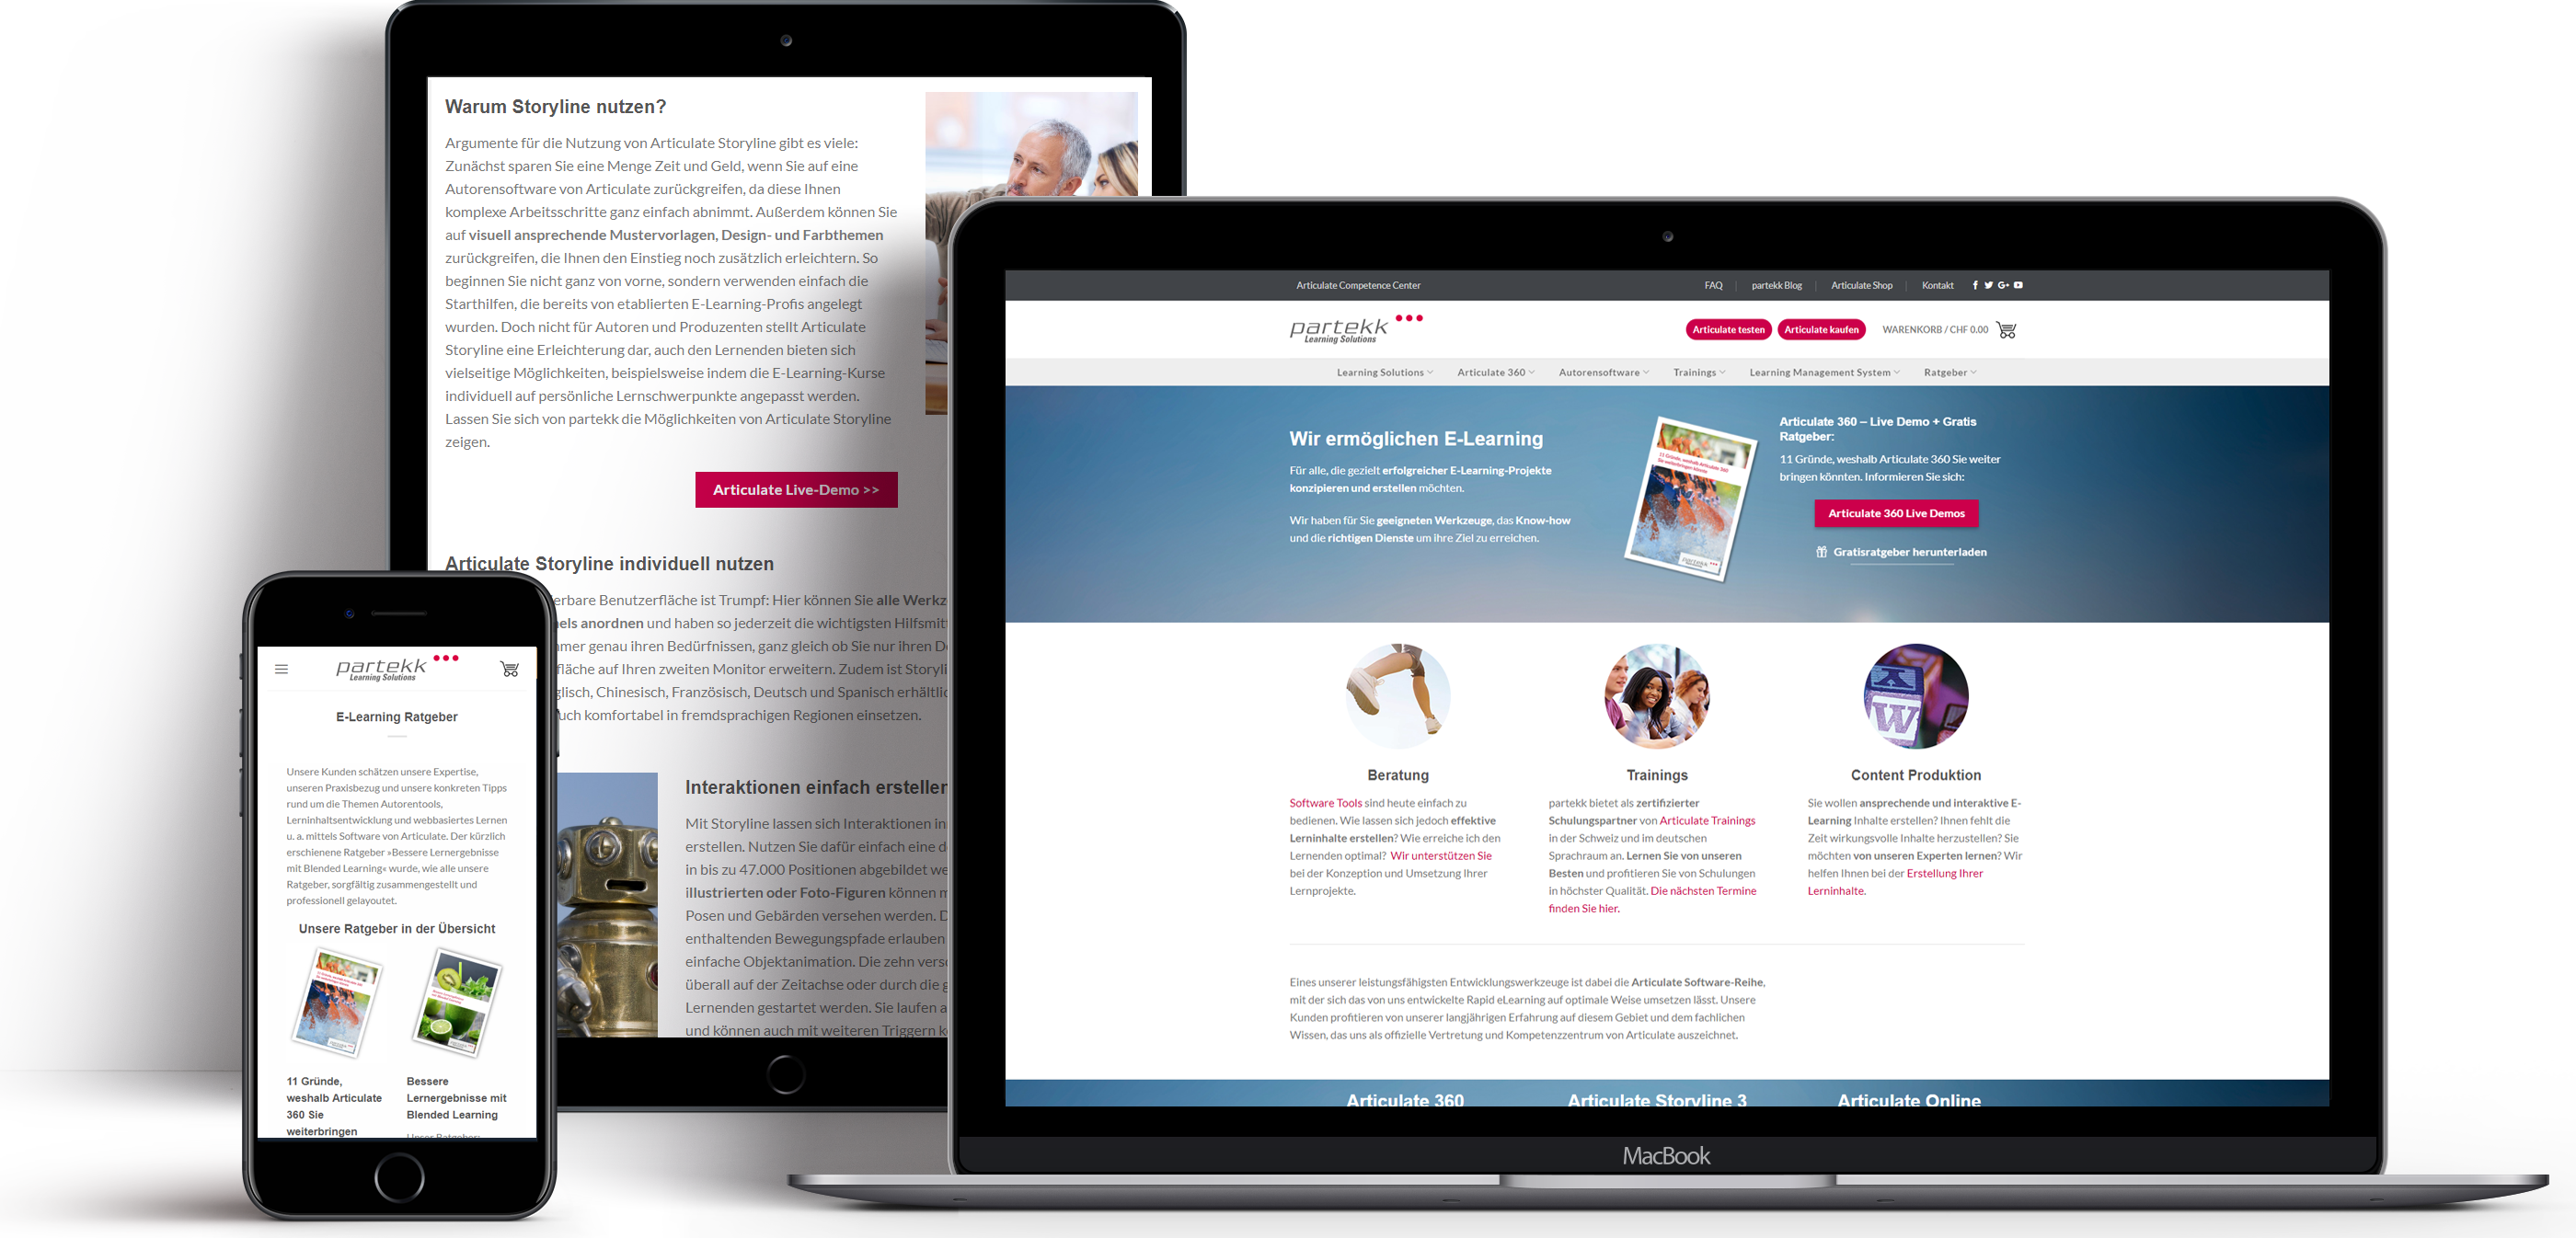 Warum Storyline nutzen?
Argumente für die Nutzung von Articulate Storyline gibt es viele:
Zunächst sparen Sie eine Menge Zeit und Geld, wenn Sie auf eine
Autorensoftware von Articulate zurückgreifen, da diese Ihnen
komplexe Arbeitsschritte ganz einfach abnimmt. Außerdem können Sie
auf visuell ansprechende Mustervorlagen, Design- und Farbthemen
zurückgreifen, die Ihnen den Einstieg noch zusätzlich erleichtern. So
beginnen Sie nicht ganz von vorne, sondern verwenden einfach die
Starthilfen, die bereits von etablierten E-Learning-Profis angelegt
wurden. Doch nicht für Autoren und Produzenten stellt Articulate
Storyline eine Erleichterung dar, auch den Lernenden bieten sich
vielseitige Möglichkeiten, beispielsweise indem die E-Learning-Kurse
individuell auf persönliche Lernschwerpunkte angepasst werden.
Lassen Sie sich von partekk die Möglichkeiten von Articulate Storyline
zeigen.
Articulate Live-Demo >>
Articulate Storyline individuell nutzen
erbare Benutzerfläche ist Trumpf: Hier können Sie alle Werkz
els anordnen und haben so jederzeit die wichtigsten Hilfsmit
mer genau ihren Bedürfnissen, ganz gleich ob Sie nur ihren D
fläche auf Ihren zweiten Monitor erweitern. Zudem ist Storyli
glisch, Chinesisch, Französisch, Deutsch und Spanisch erhältlic
uch komfortabel in fremdsprachigen Regionen einsetzen.
Interaktionen einfach ersteller
Mit Storyline lassen sich Interaktionen in
erstellen. Nutzen Sie dafür einfach eine d
in bis zu 47.000 Positionen abgebildet we
illustrierten oder Foto-Figuren können m
Posen und Gebärden versehen werden. D
enthaltenden Bewegungspfade erlauben
einfache Objektanimation. Die zehn vers
überall auf der Zeitachse oder durch die g
Lernenden gestartet werden. Sie laufen a
und können auch mit weiteren Triggern k
partekk
Learning Solutions
E-Learning Ratgeber
Unsere Kunden schätzen unsere Expertise,
unseren Praxisbezug und unsere konkreten Tipps
rund um die Themen Autorentools,
Lerninhaltsentwicklung und webbasiertes Lernen
u. a. mittels Software von Articulate. Der kürzlich
erschienene Ratgeber »Bessere Lernergebnisse
mit Blended Learning« wurde, wie alle unsere
Ratgeber, sorgfältig zusammengestellt und
professionell gelayoutet.
Unsere Ratgeber in der Übersicht
11 Gründe,
weshalb Articulate
360 Sie
weiterbringen
Bessere
Lernergebnisse mit
Blended Learning
Unser Ratgeber:
Articulate Competence Center
FAQ
partekk Blog
Articulate Shop
Kontakt
partekk
Learning Solutions
Articulate testen
Articulate kaufen
WARENKORB / CHF 0.00
Learning Solutions
Articulate 360
Autorensoftware
Trainings
Learning Management System
Ratgeber
Wir ermöglichen E-Learning
Für alle, die gezielt erfolgreicher E-Learning-Projekte
konzipieren und erstellen möchten.
Wir haben für Sie geeigneten Werkzeuge, das Know-how
und die richtigen Dienste um ihre Ziel zu erreichen.
11 Gründe, weshalb Articulate 360
Sie weiterbringen könnte
partekk
Articulate 360 – Live Demo + Gratis
Ratgeber:
11 Gründe, weshalb Articulate 360 Sie weiter
bringen könnten. Informieren Sie sich:
Articulate 360 Live Demos
Gratisratgeber herunterladen
Beratung
Software Tools sind heute einfach zu
bedienen. Wie lassen sich jedoch effektive
Lerninhalte erstellen? Wie erreiche ich den
Lernenden optimal? Wir unterstützen Sie
bei der Konzeption und Umsetzung Ihrer
Lernprojekte.
Trainings
partekk bietet als zertifizierter
Schulungspartner von Articulate Trainings
in der Schweiz und im deutschen
Sprachraum an. Lernen Sie von unseren
Besten und profitieren Sie von Schulungen
in höchster Qualität. Die nächsten Termine
finden Sie hier.
W
Content Produktion
Sie wollen ansprechende und interaktive E-
Learning Inhalte erstellen? Ihnen fehlt die
Zeit wirkungsvolle Inhalte herzustellen? Sie
möchten von unseren Experten lernen? Wir
helfen Ihnen bei der Erstellung Ihrer
Lerninhalte.
Eines unserer leistungsfähigsten Entwicklungswerkzeuge ist dabei die Articulate Software-Reihe,
mit der sich das von uns entwickelte Rapid eLearning auf optimale Weise umsetzen lässt. Unsere
Kunden profitieren von unserer langjährigen Erfahrung auf diesem Gebiet und dem fachlichen
Wissen, das uns als offizielle Vertretung und Kompetenzzentrum von Articulate auszeichnet.
Articulate 360
Articulate Storyline 3
Articulate Online
MacBook